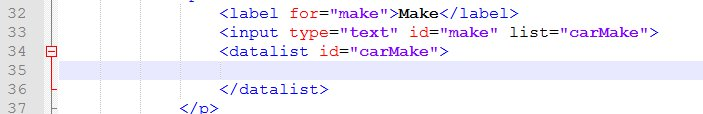 32 <label for="make">Make</label>
33 <input type="text" id="make" list="carMake">
34 <datalist id="carMake">
35
36 </datalist>
37 </p>